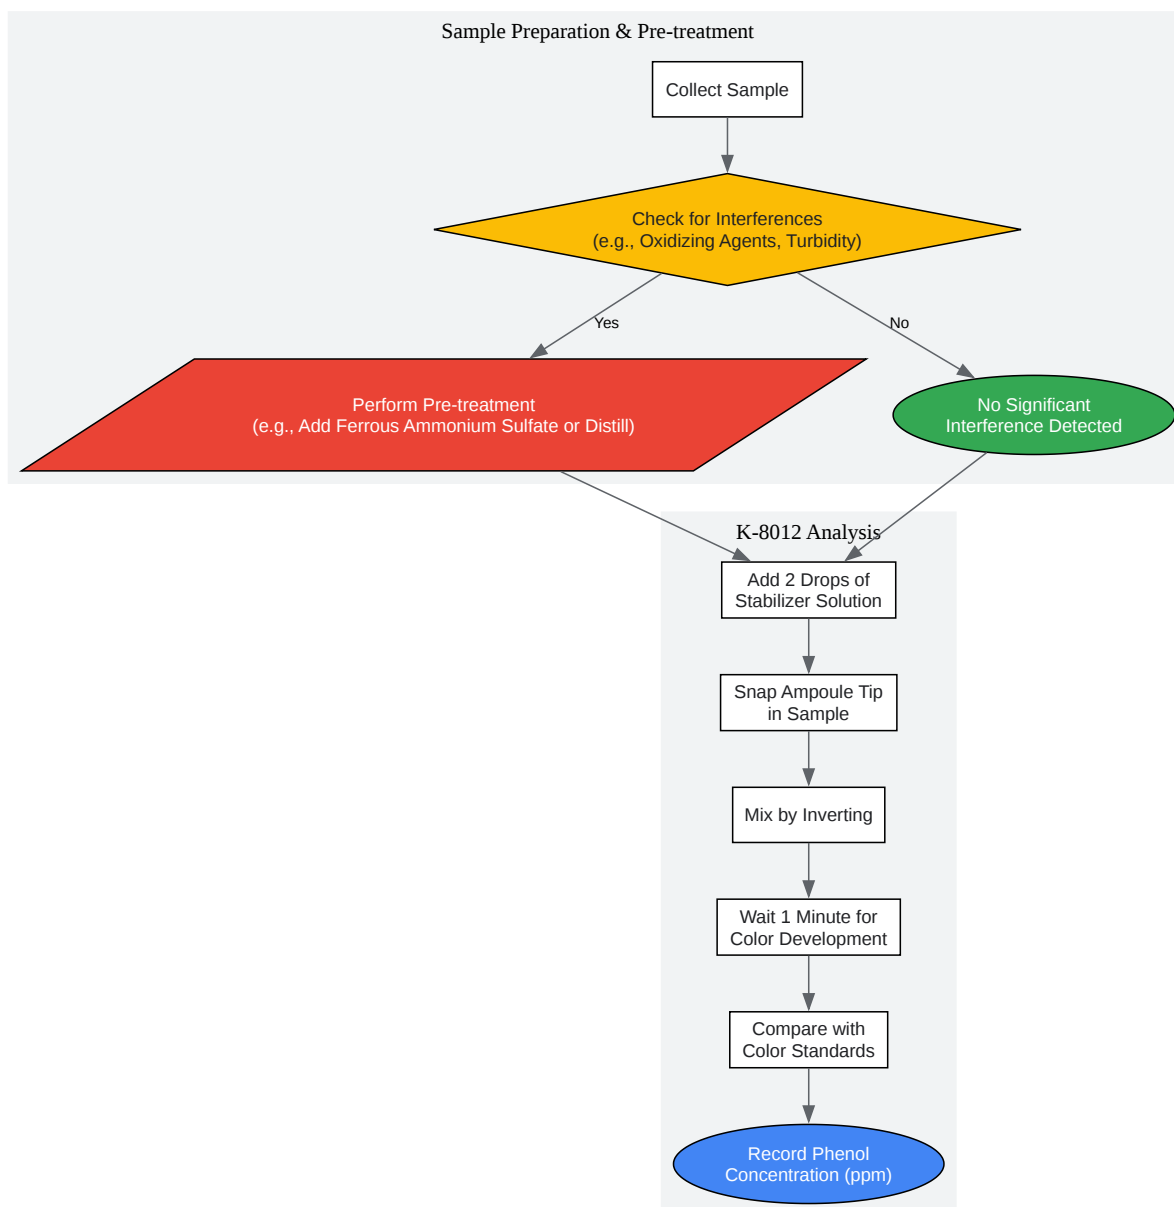 Sample Preparation & Pre-treatment
Collect Sample
Check for Interferences
(e.g., Oxidizing Agents, Turbidity)
Yes
No
Perform Pre-treatment
(e.g., Add Ferrous Ammonium Sulfate or Distill)
No Significant
Interference Detected
K-8012 Analysis
Add 2 Drops of
Stabilizer Solution
Snap Ampoule Tip
in Sample
Mix by Inverting
Wait 1 Minute for
Color Development
Compare with
Color Standards
Record Phenol
Concentration (ppm)